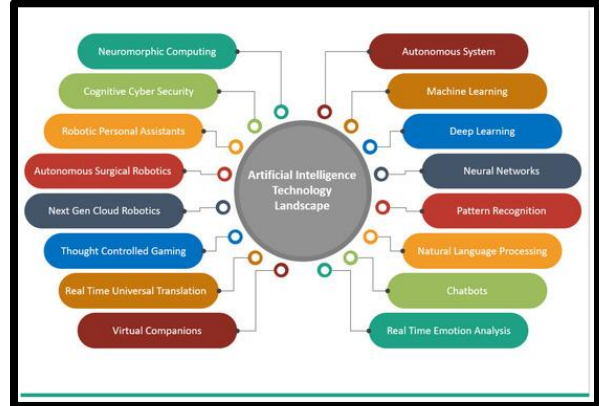 Neuromorphic Computing
Cognitive Cyber Security
Robotic Personal Assistants
Autonomous Surgical Robotics
Next Gen Cloud Robotics
Thought Controlled Gaming
Real Time Universal Translation
Virtual Companions
Artificial Intelligence
Technology
Landscape
Autonomous System
Machine Learning
Deep Learning
Neural Networks
Pattern Recognition
Natural Language Processing
Chatbots
Real Time Emotion Analysis